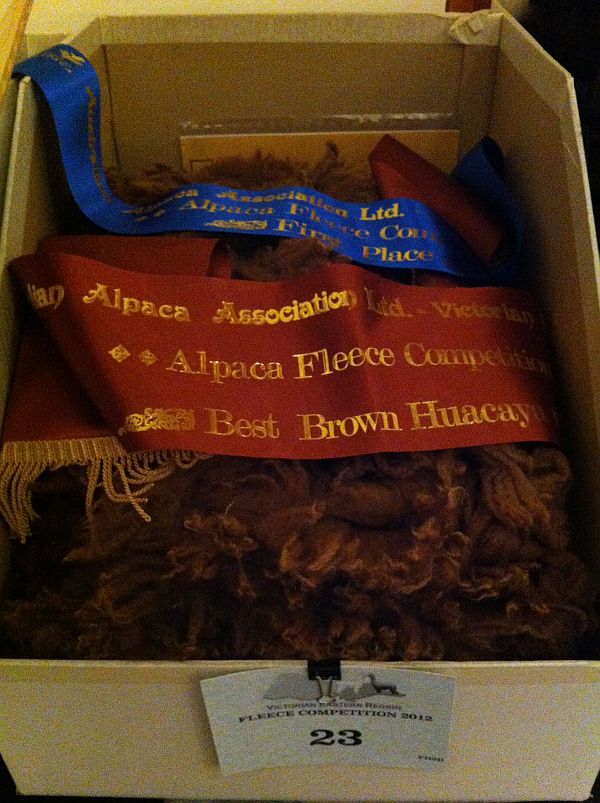 Alpaca Association Ltd.
Alpaca Fleece Com
First Place
lian Alpaca Association Ltd. - Victorian
Alpaca Fleece Competition
Best Brown Huacaya
VICTORIAN EASTERN REGION
FLEECE COMPETITION 2012
23